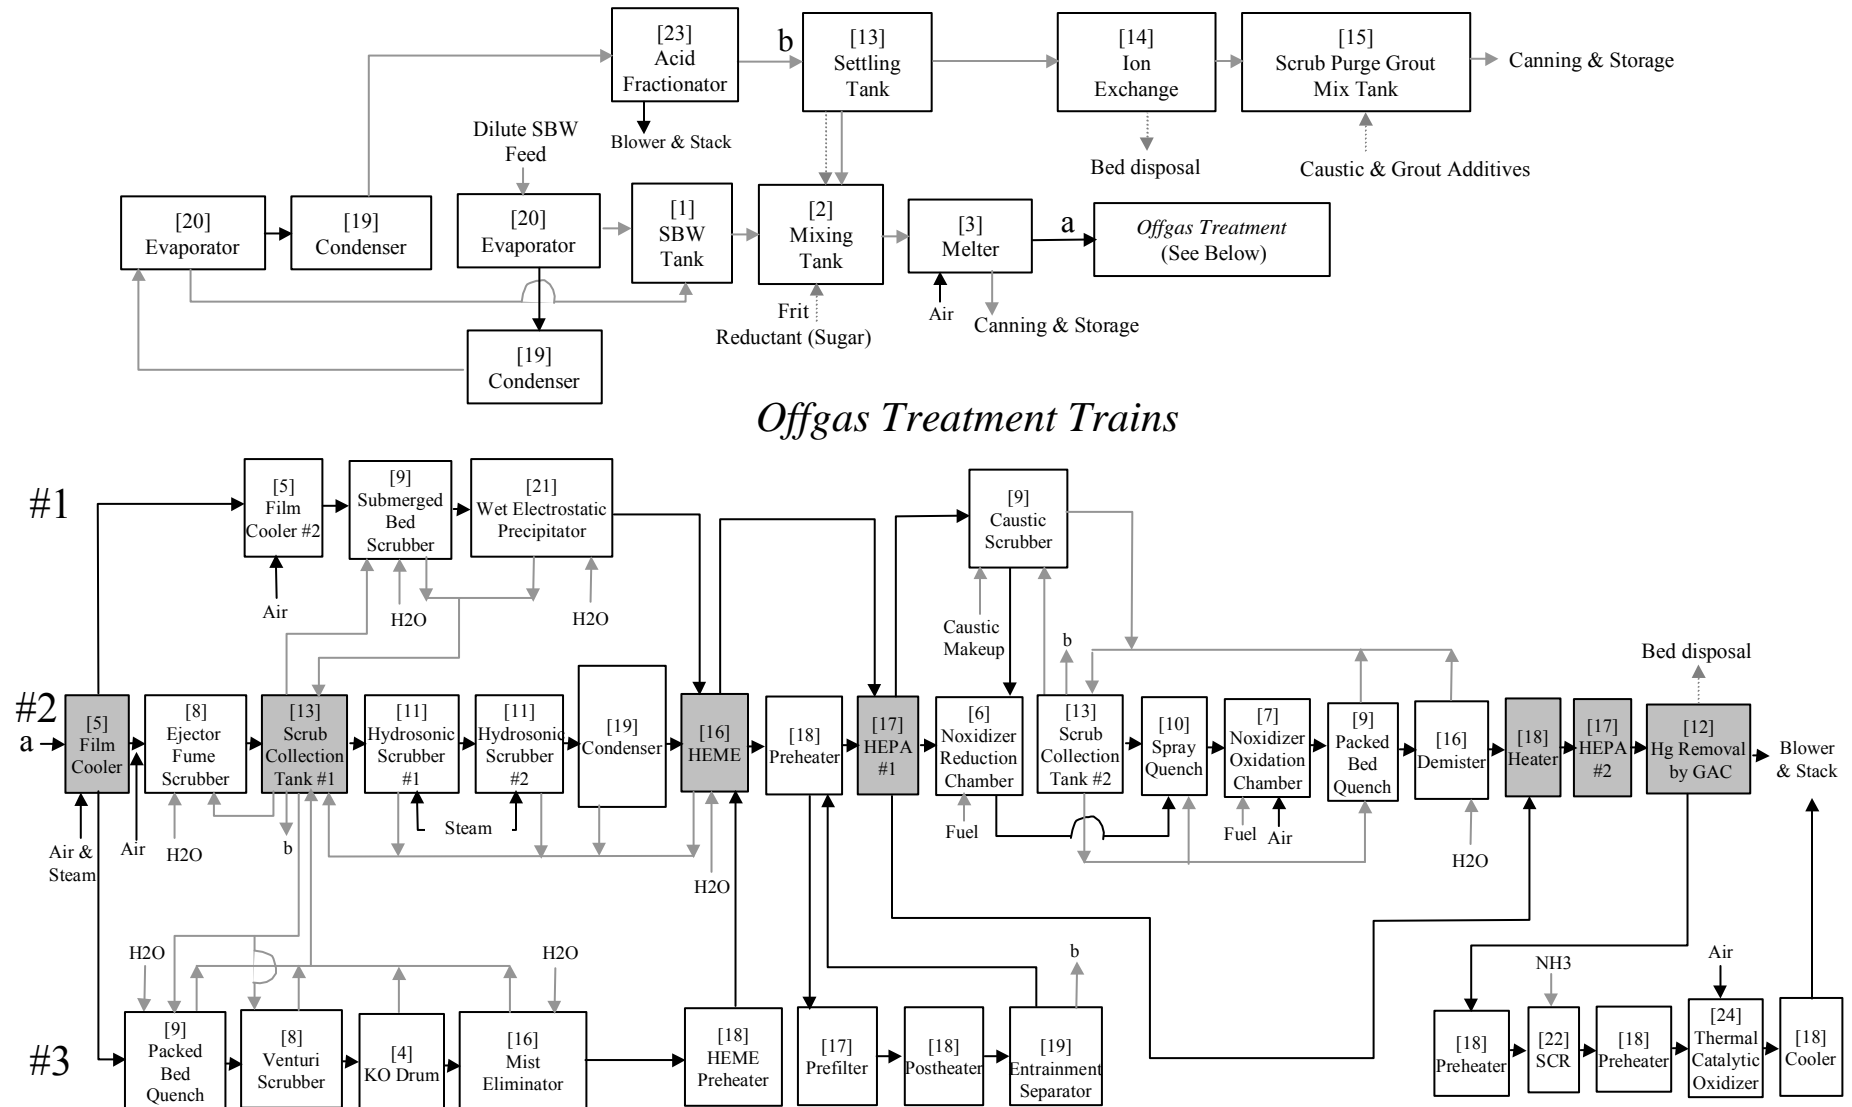 [23]
Acid
Fractionator
b
[13]
Settling
Tank
[14]
Ion
Exchange
[15]
Scrub Purge Grout
Mix Tank
Canning & Storage
Blower & Stack
Dilute SBW
Feed
Bed disposal
Caustic & Grout Additives
[20]
Evaporator
[19]
Condenser
[20]
Evaporator
[1]
SBW
Tank
[2]
Mixing
Tank
[3]
Melter
a
Offgas Treatment
(See Below)
Frit
Reductant (Sugar)
Air
Canning & Storage
[19]
Condenser
Offgas Treatment Trains
#1
[5]
Film
Cooler #2
[9]
Submerged
Bed
Scrubber
[21]
Wet Electrostatic
Precipitator
[9]
Caustic
Scrubber
Air
H2O
H2O
Caustic
Makeup
b
Bed disposal
#2
a
[5]
Film
Cooler
[8]
Ejector
Fume
Scrubber
[13]
Scrub
Collection
Tank #1
[11]
Hydrosonic
Scrubber
#1
[11]
Hydrosonic
Scrubber
#2
[19]
Condenser
[16]
HEME
[18]
Preheater
[17]
HEPA
#1
[6]
Noxidizer
Reduction
Chamber
[13]
Scrub
Collection
Tank #2
[10]
Spray
Quench
[7]
Noxidizer
Oxidation
Chamber
[9]
Packed
Bed
Quench
[16]
Demister
[18]
Heater
[17]
HEPA
#2
[12]
Hg Removal
by GAC
Blower
& Stack
Air &
Steam
Air
H2O
b
Steam
H2O
Fuel
Fuel
Air
H2O
#3
H2O
H2O
b
NH3
Air
[9]
Packed
Bed
Quench
[8]
Venturi
Scrubber
[4]
KO Drum
[16]
Mist
Eliminator
[18]
HEME
Preheater
[17]
Prefilter
[18]
Postheater
[19]
Entrainment
Separator
[18]
Preheater
[22]
SCR
[18]
Preheater
[24]
Thermal
Catalytic
Oxidizer
[18]
Cooler